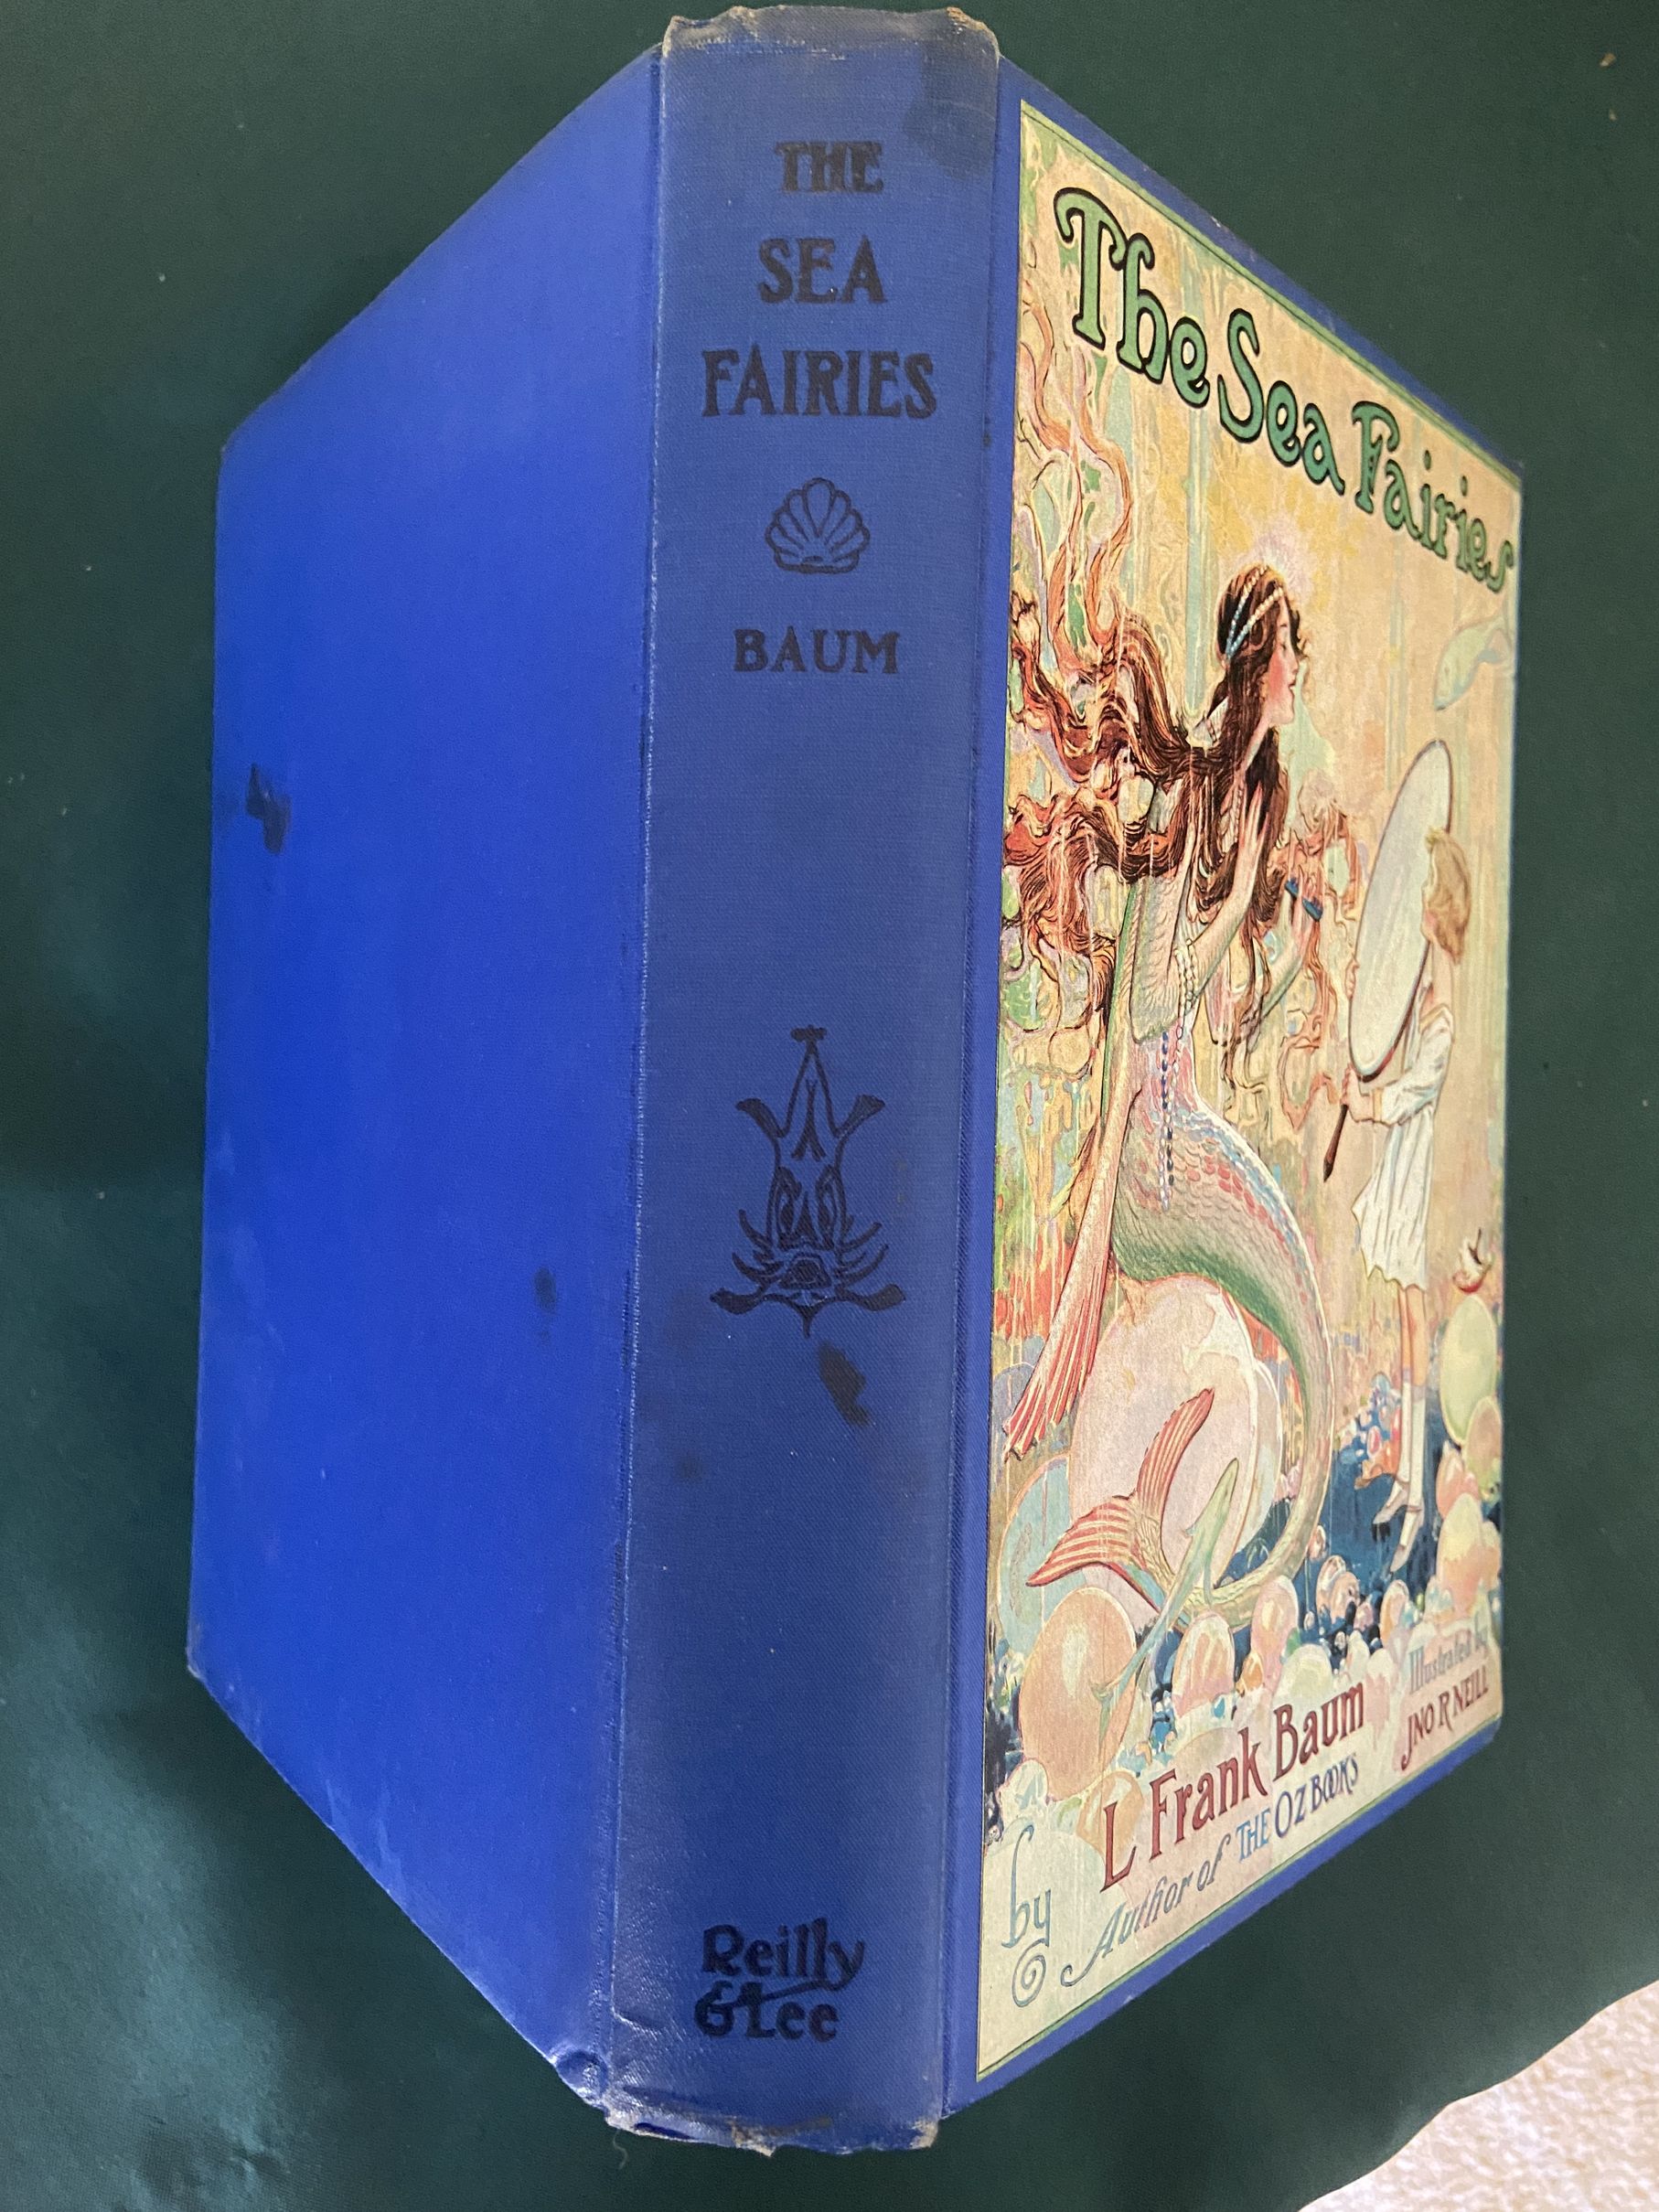 THE
SEA
FAIRIES
BAUM
Reilly
& Lee
The Sea Fairies
by
L Frank Baum
Author of THE OZ BOOKS
Illustrated by
JNO R NEILL